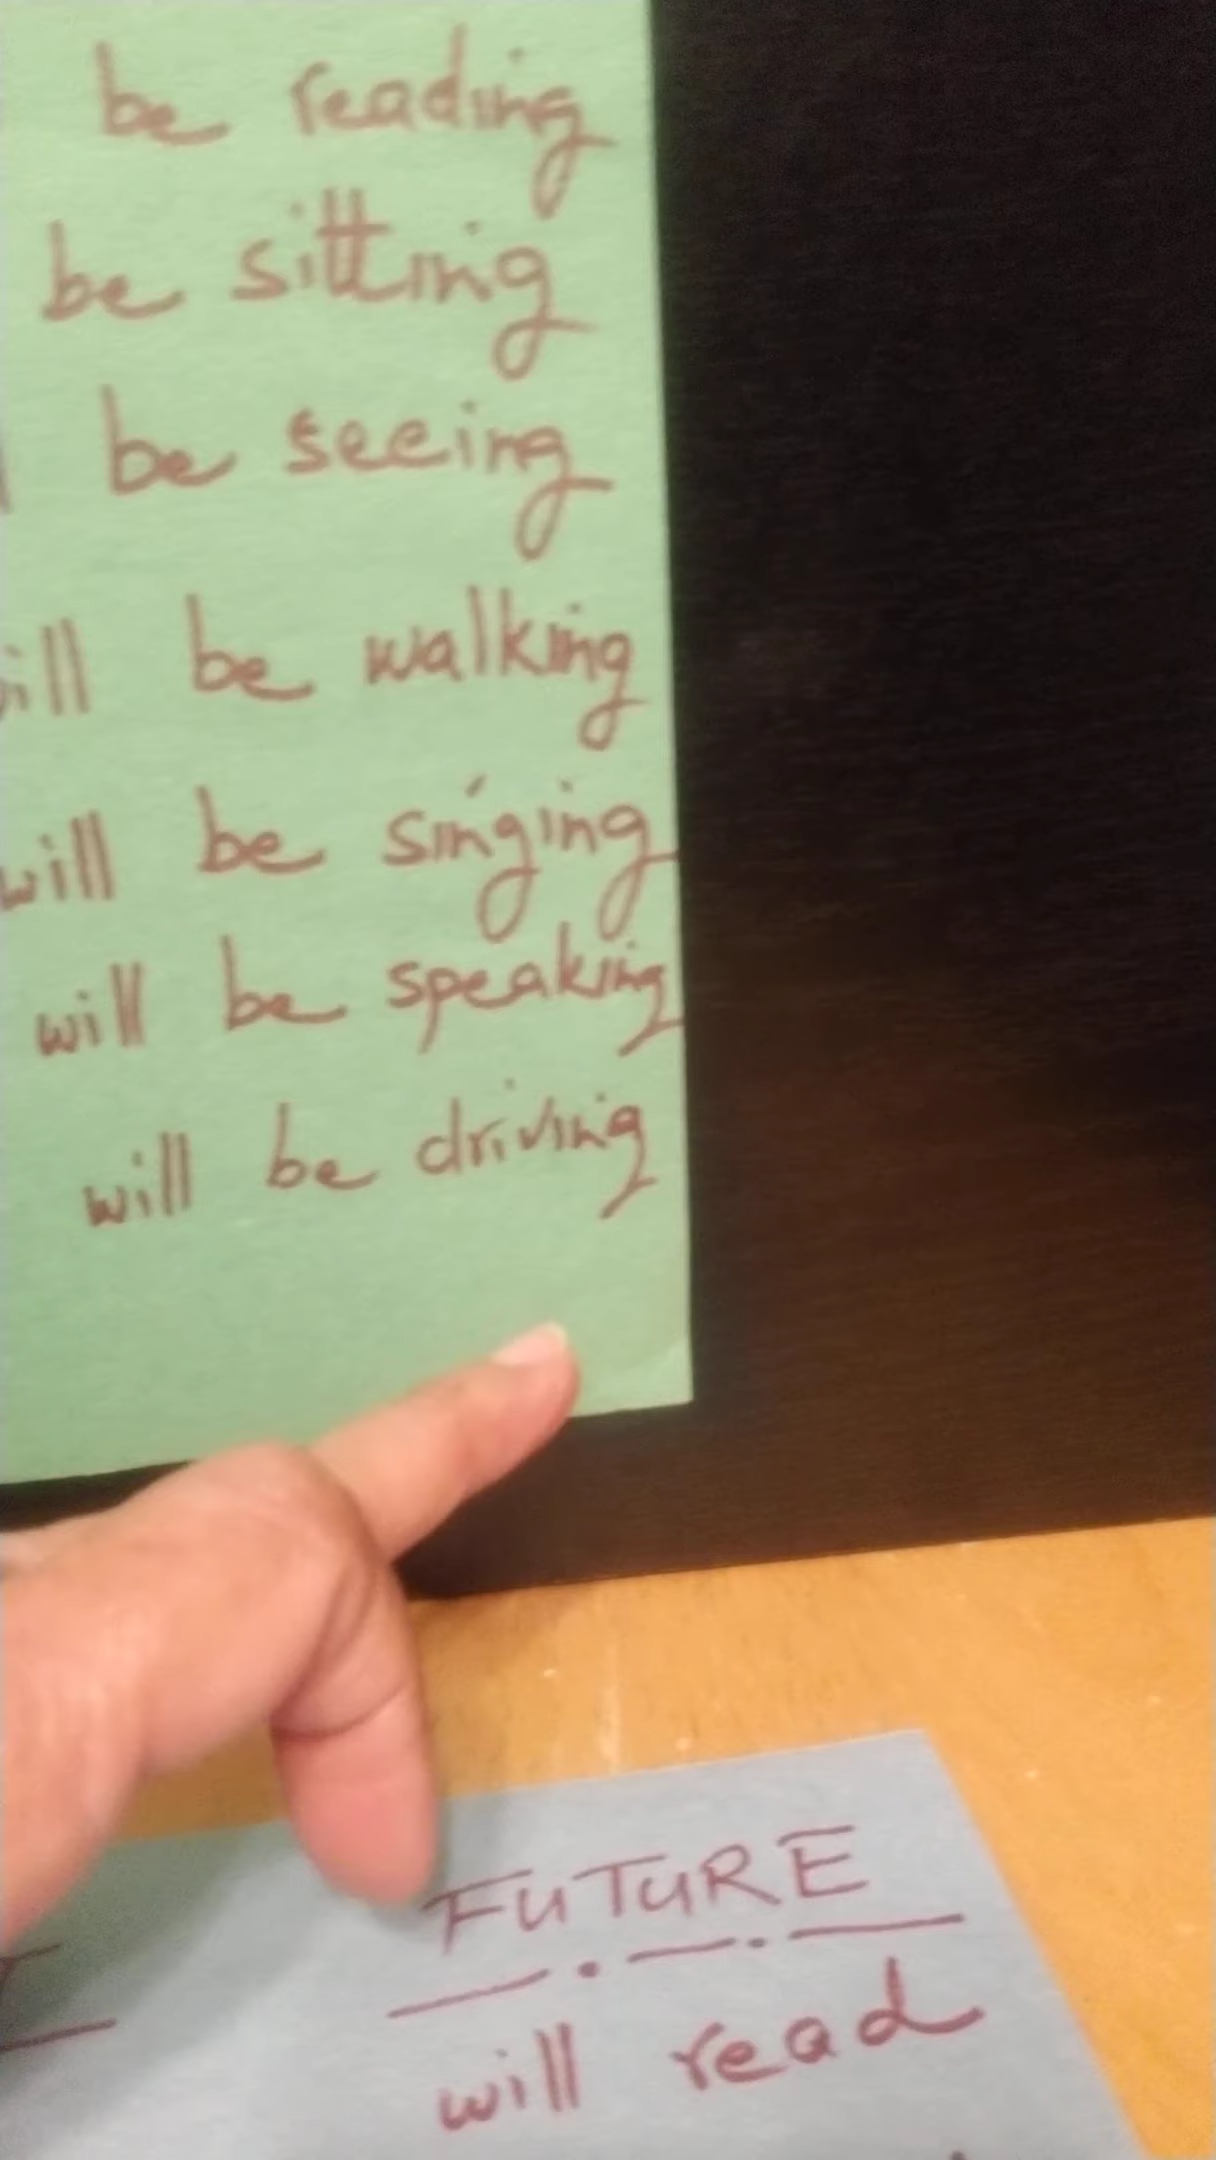 be reading
be sitting
be seeing
will be walking
will be singing
will be speaking
will be driving
FUTURE
will read